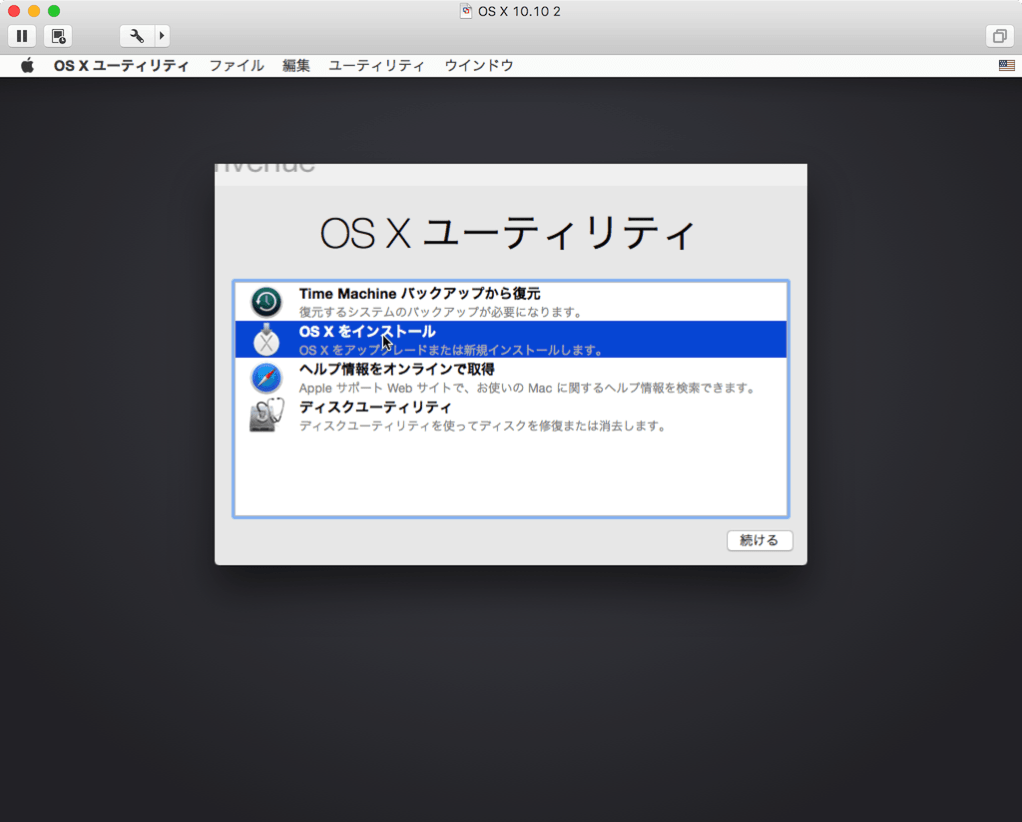 OS X 10.10 2
OS X ユーティリティ ファイル 編集 ユーティリティ ウインドウ
nvenue
OS X ユーティリティ
Time Machine バックアップから復元
復元するシステムのバックアップが必要になります。
OS X をインストール
OS X をアップグレードまたは新規インストールします。
ヘルプ情報をオンラインで取得
Apple サポート Web サイトで、お使いの Mac に関するヘルプ情報を検索できます。
ディスクユーティリティ
ディスクユーティリティを使ってディスクを修復または消去します。
続ける